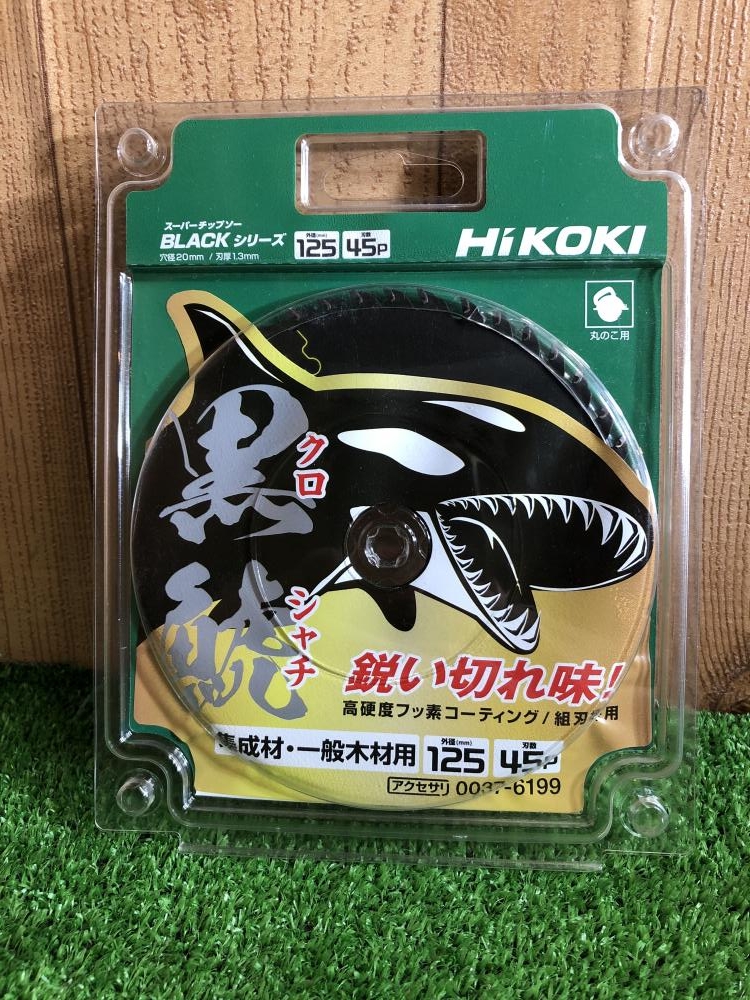 スーパーチップソー
BLACKシリーズ
外径(mm) 125
刃数 45P
穴径20mm / 刃厚1.3mm
HiKOKI
丸のこ用
黒鯱
クロシャチ
鋭い切れ味!
高硬度フッ素コーティング/組刃採用
集成材・一般木材用
外径(mm) 125
刃数 45P
アクセサリ 0037-6199